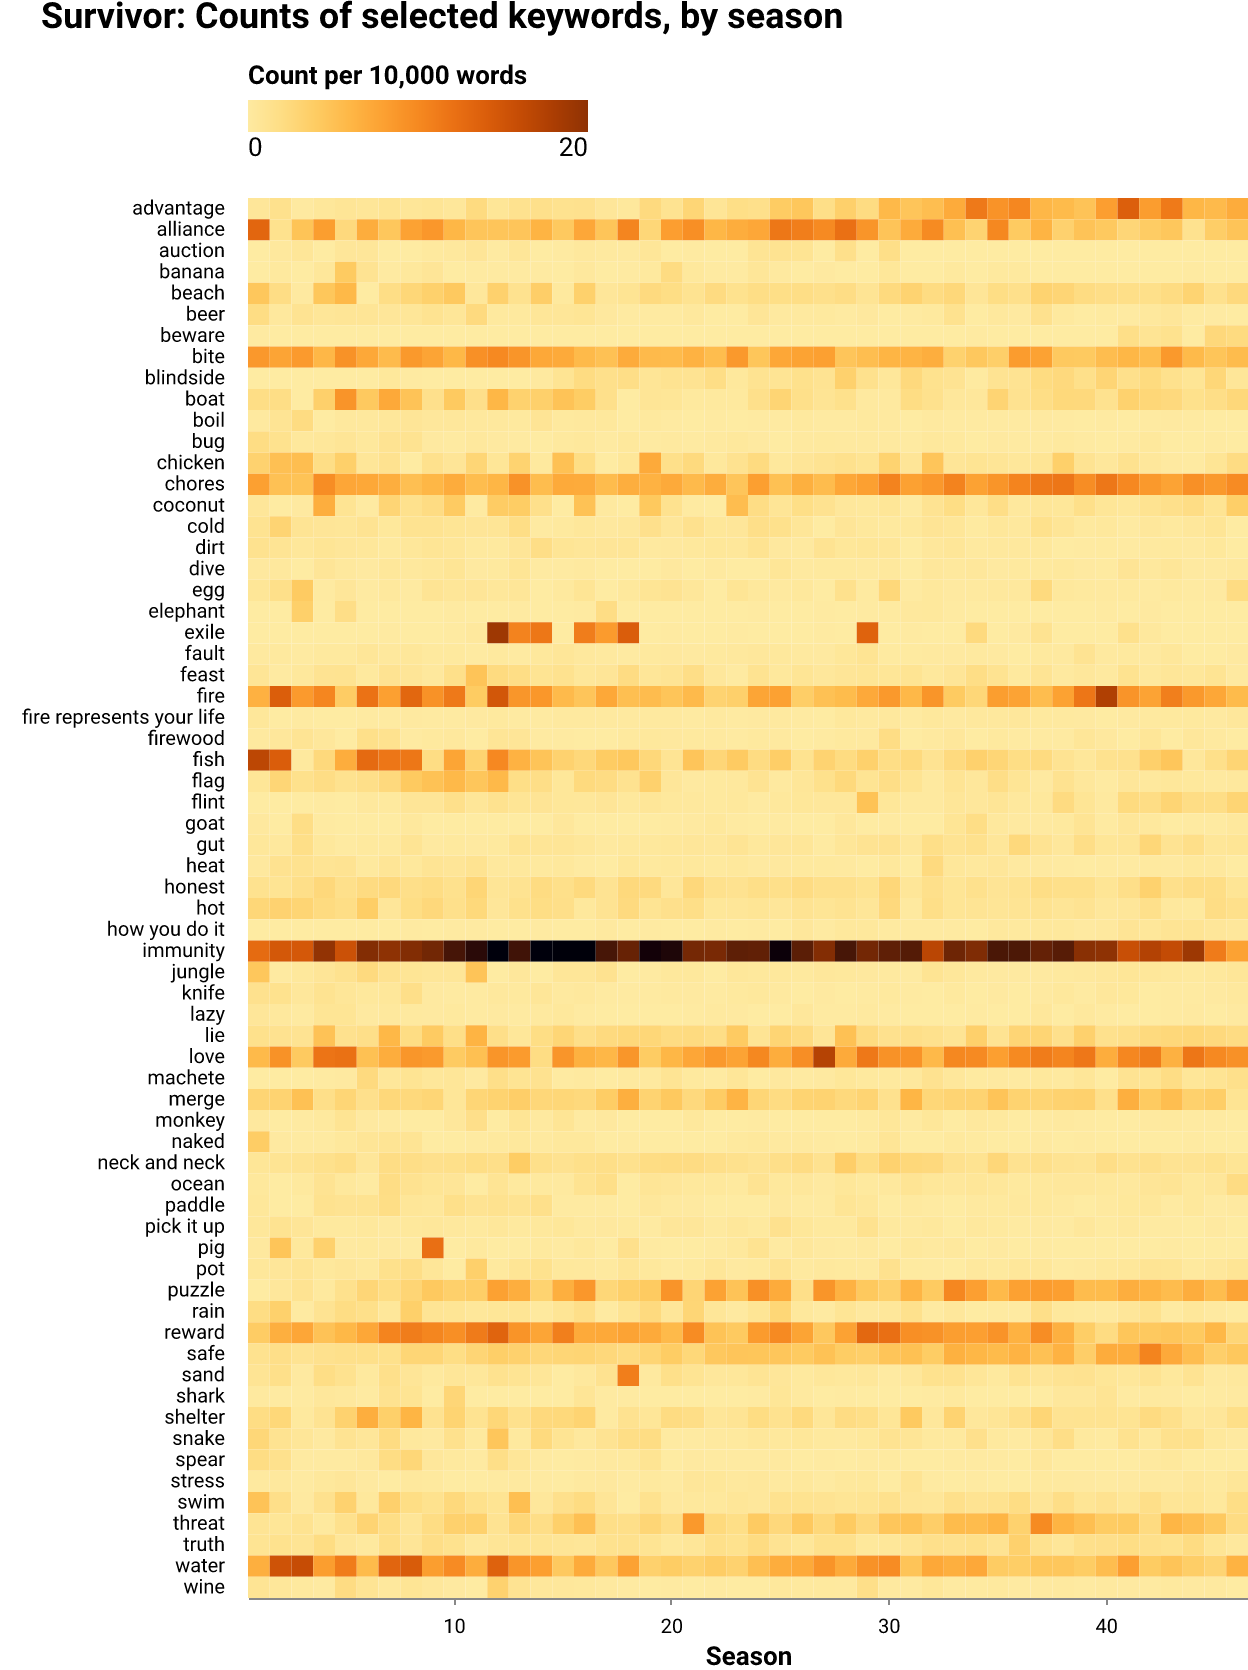 Survivor: Counts of selected keywords, by season
Count per 10,000 words
0 20
advantage
alliance
auction
banana
beach
beer
beware
bite
blindside
boat
boil
bug
chicken
chores
coconut
cold
dirt
dive
egg
elephant
exile
fault
feast
fire
fire represents your life
firewood
fish
flag
flint
goat
gut
heat
honest
hot
how you do it
immunity
jungle
knife
lazy
lie
love
machete
merge
monkey
naked
neck and neck
ocean
paddle
pick it up
pig
pot
puzzle
rain
reward
safe
sand
shark
shelter
snake
spear
stress
swim
threat
truth
water
wine
10 20 30 40
Season